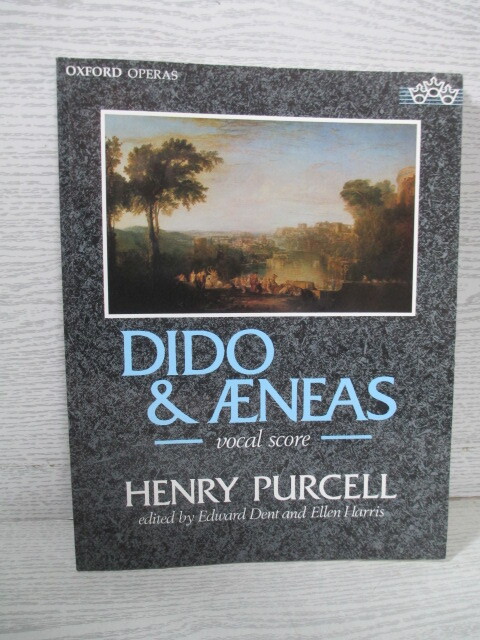 OXFORD OPERAS
DIDO
& ÆNEAS
vocal score
HENRY PURCELL
edited by Edward Dent and Ellen Harris